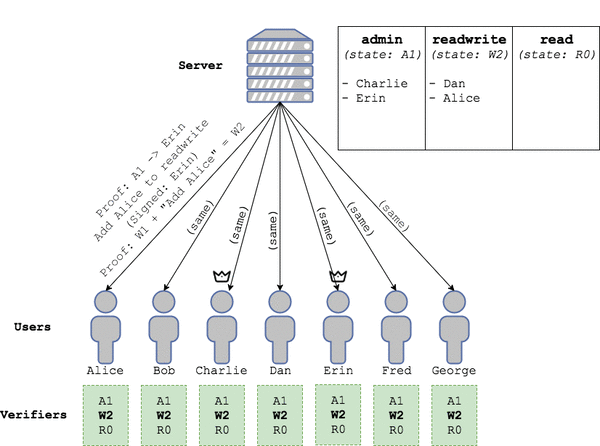 admin readwrite read
(state: A1) (state: W2) (state: R0)
Server
- Charlie - Dan
- Erin - Alice
Proof: A1 -> Erin
Add Alice to readwrite
(Signed: Erin)
Proof: W1 + "Add Alice" = W2
(same) (same) (same) (same) (same) (same)
Users
Alice Bob Charlie Dan Erin Fred George
A1 A1 A1 A1 A1 A1 A1
Verifiers W2 W2 W2 W2 W2 W2 W2
R0 R0 R0 R0 R0 R0 R0